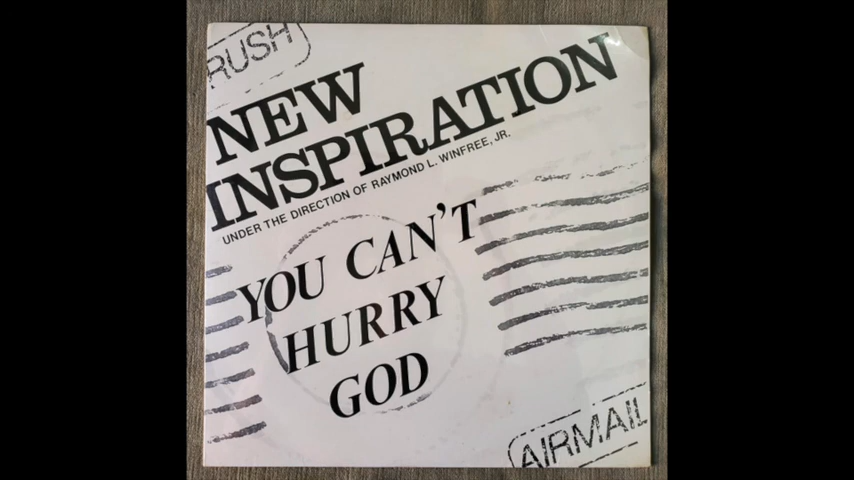 RUSH
NEW
INSPIRATION
UNDER THE DIRECTION OF RAYMOND L. WINFREE, JR.
YOU CAN'T
HURRY
GOD
AIRMAIL